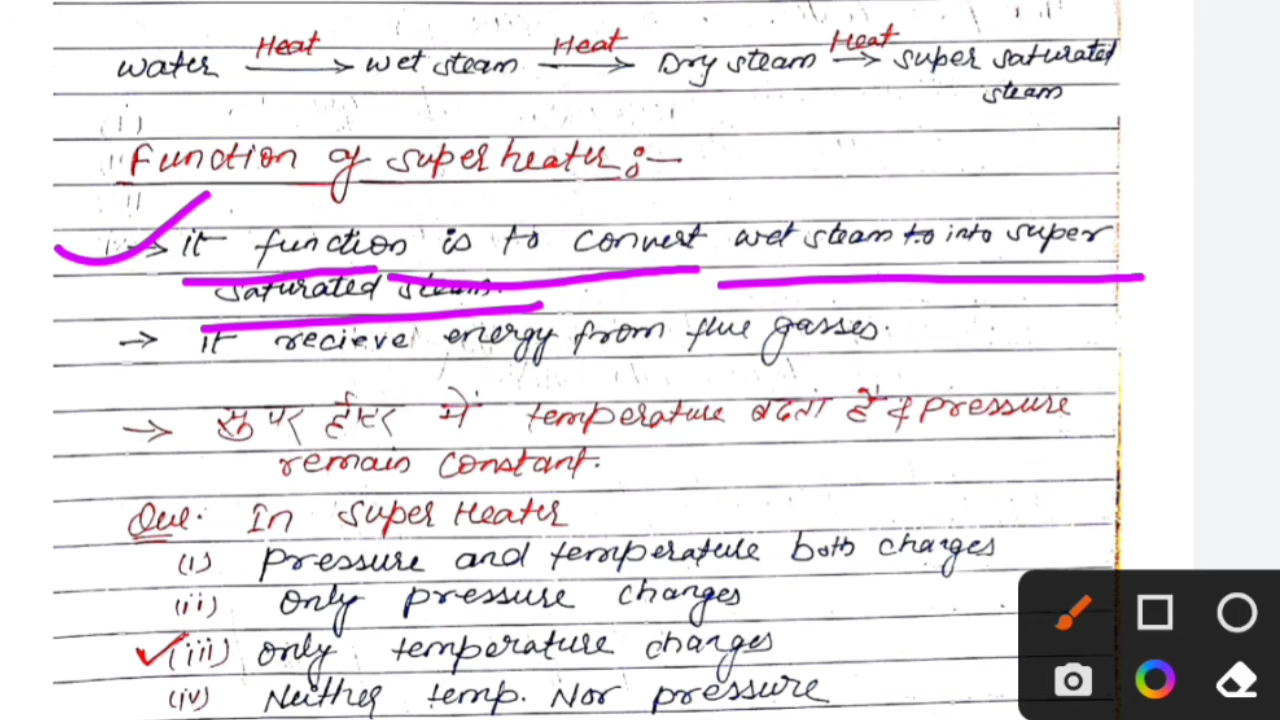 Heat Heat Heat
water → wet steam → Dry steam → super saturated
steam
Function of superheater :-
→ it function is to convert wet steam to into super
saturated steam.
→ it recieve energy from flue gasses.
→ सुपर हीटर में temperature बढ़ता है & pressure
remain constant.
Que. In Super Heater
(i) Pressure and temperature both changes
(ii) Only pressure changes
(iii) only temperature changes
(iv) Neither temp. Nor pressure